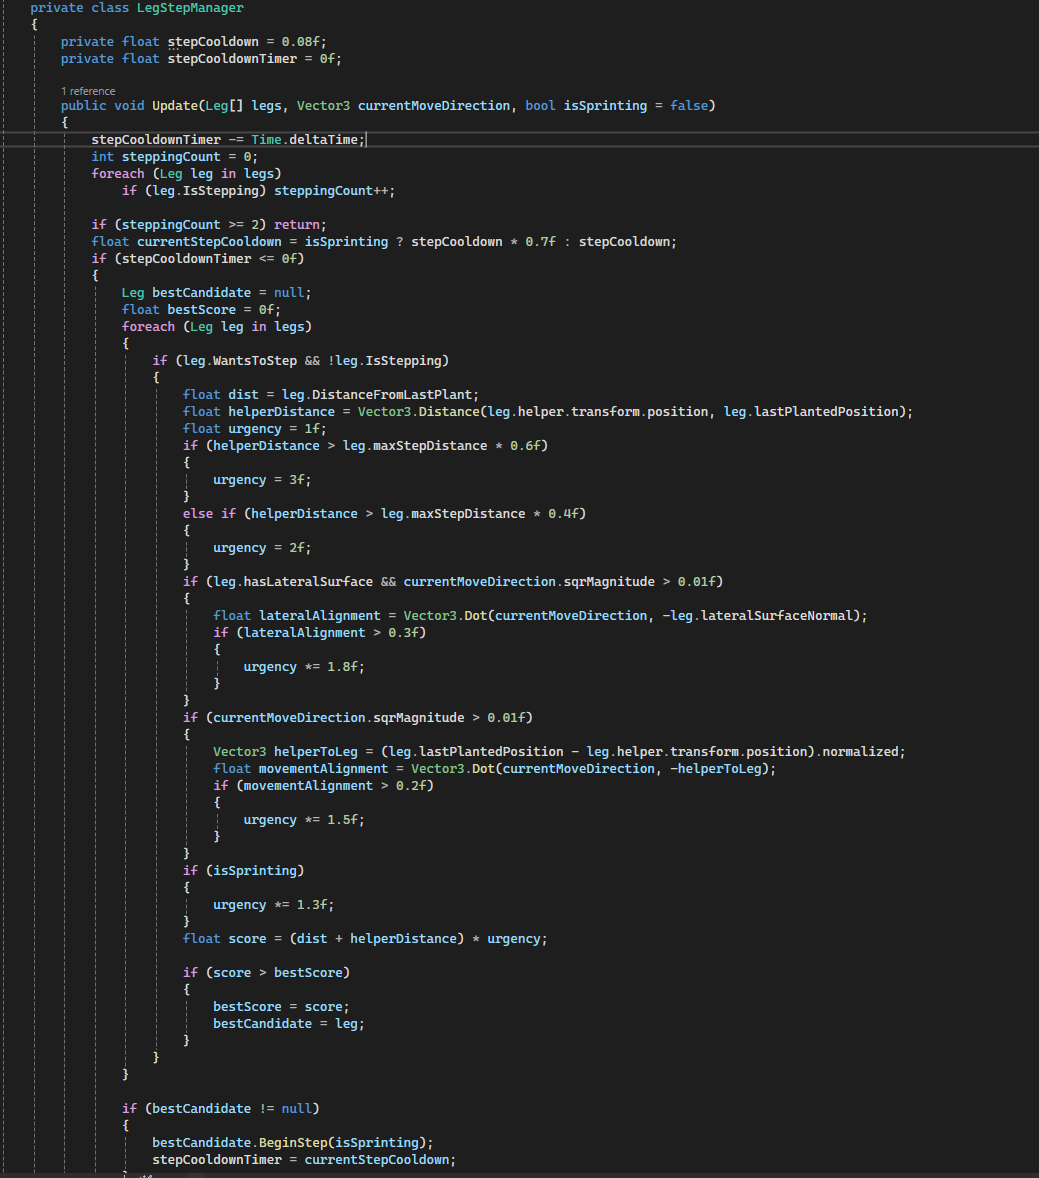 private class LegStepManager
{
private float stepCooldown = 0.08f;
private float stepCooldownTimer = 0f;
1 reference
public void Update(Leg[] legs, Vector3 currentMoveDirection, bool isSprinting = false)
{
stepCooldownTimer -= Time.deltaTime;
int steppingCount = 0;
foreach (Leg leg in legs)
if (leg.IsStepping) steppingCount++;
if (steppingCount >= 2) return;
float currentStepCooldown = isSprinting ? stepCooldown * 0.7f : stepCooldown;
if (stepCooldownTimer <= 0f)
{
Leg bestCandidate = null;
float bestScore = 0f;
foreach (Leg leg in legs)
{
if (leg.WantsToStep && !leg.IsStepping)
{
float dist = leg.DistanceFromLastPlant;
float helperDistance = Vector3.Distance(leg.helper.transform.position, leg.lastPlantedPosition);
float urgency = 1f;
if (helperDistance > leg.maxStepDistance * 0.6f)
{
urgency = 3f;
}
else if (helperDistance > leg.maxStepDistance * 0.4f)
{
urgency = 2f;
}
if (leg.hasLateralSurface && currentMoveDirection.sqrMagnitude > 0.01f)
{
float lateralAlignment = Vector3.Dot(currentMoveDirection, -leg.lateralSurfaceNormal);
if (lateralAlignment > 0.3f)
{
urgency *= 1.8f;
}
}
if (currentMoveDirection.sqrMagnitude > 0.01f)
{
Vector3 helperToLeg = (leg.lastPlantedPosition - leg.helper.transform.position).normalized;
float movementAlignment = Vector3.Dot(currentMoveDirection, -helperToLeg);
if (movementAlignment > 0.2f)
{
urgency *= 1.5f;
}
}
if (isSprinting)
{
urgency *= 1.3f;
}
float score = (dist + helperDistance) * urgency;
if (score > bestScore)
{
bestScore = score;
bestCandidate = leg;
}
}
}
if (bestCandidate != null)
{
bestCandidate.BeginStep(isSprinting);
stepCooldownTimer = currentStepCooldown;